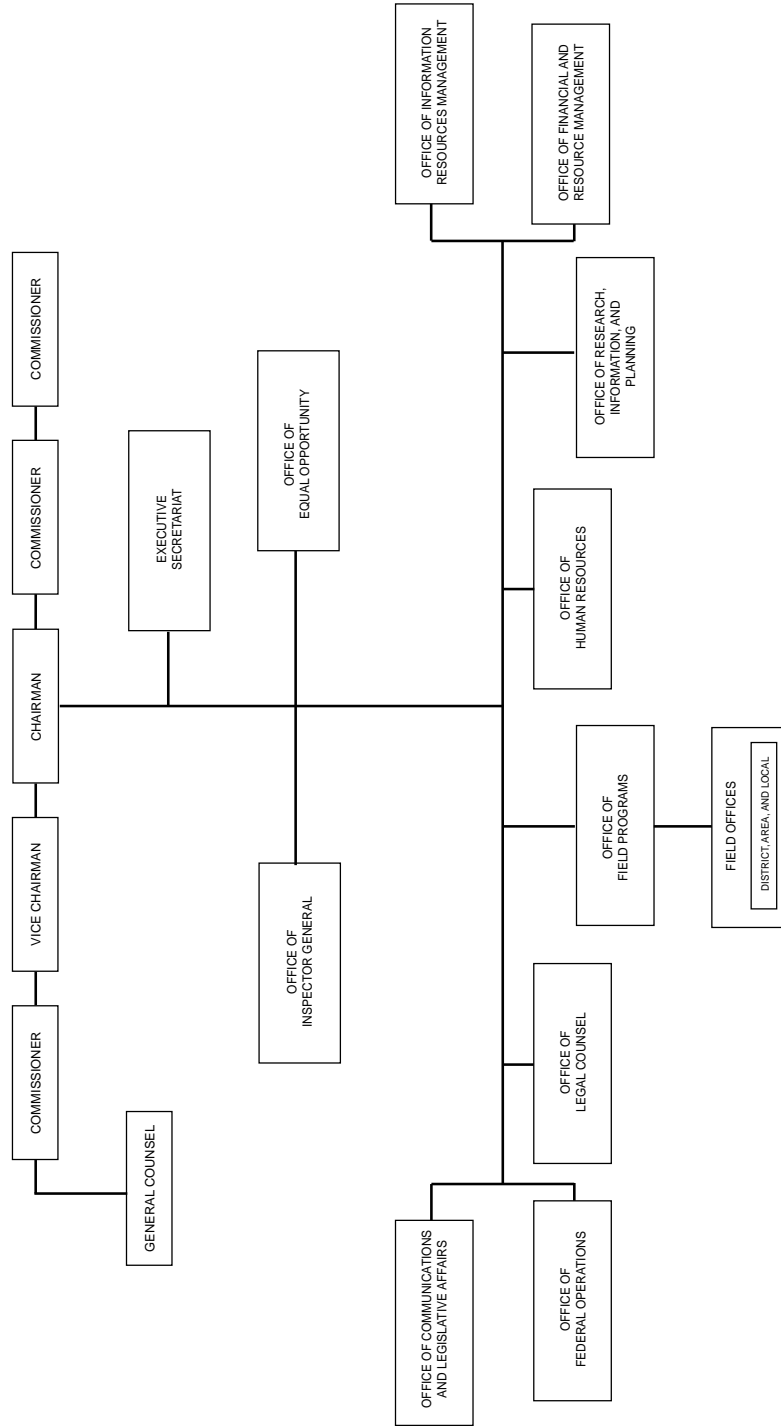 COMMISSIONER
VICE CHAIRMAN
CHAIRMAN
COMMISSIONER
COMMISSIONER
GENERAL COUNSEL
EXECUTIVE
SECRETARIAT
OFFICE OF
INSPECTOR GENERAL
OFFICE OF
EQUAL OPPORTUNITY
OFFICE OF COMMUNICATIONS
AND LEGISLATIVE AFFAIRS
OFFICE OF INFORMATION
RESOURCES MANAGEMENT
OFFICE OF
FEDERAL OPERATIONS
OFFICE OF
LEGAL COUNSEL
OFFICE OF
FIELD PROGRAMS
OFFICE OF
HUMAN RESOURCES
OFFICE OF RESEARCH,
INFORMATION, AND
PLANNING
OFFICE OF FINANCIAL AND
RESOURCE MANAGEMENT
FIELD OFFICES
DISTRICT, AREA, AND LOCAL